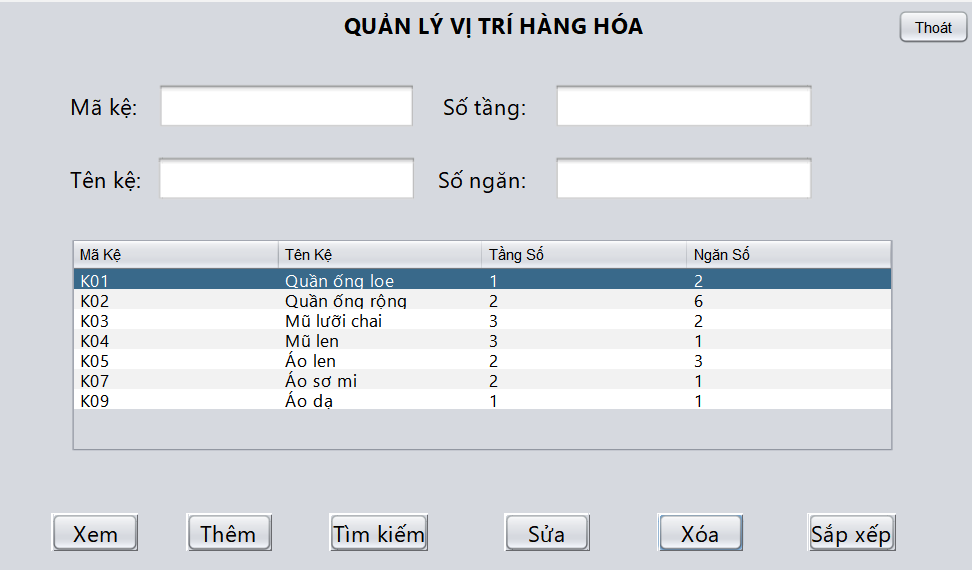 QUẢN LÝ VỊ TRÍ HÀNG HÓA
Thoát
Mã kệ: Số tầng:
Tên kệ: Số ngăn:
Mã Kệ Tên Kệ Tầng Số Ngăn Số
K01 Quần ống loe 1 2
K02 Quần ống rộng 2 6
K03 Mũ lưỡi chai 3 2
K04 Mũ len 3 1
K05 Áo len 2 3
K07 Áo sơ mi 2 1
K09 Áo dạ 1 1
Xem Thêm Tìm kiếm Sửa Xóa Sắp xếp